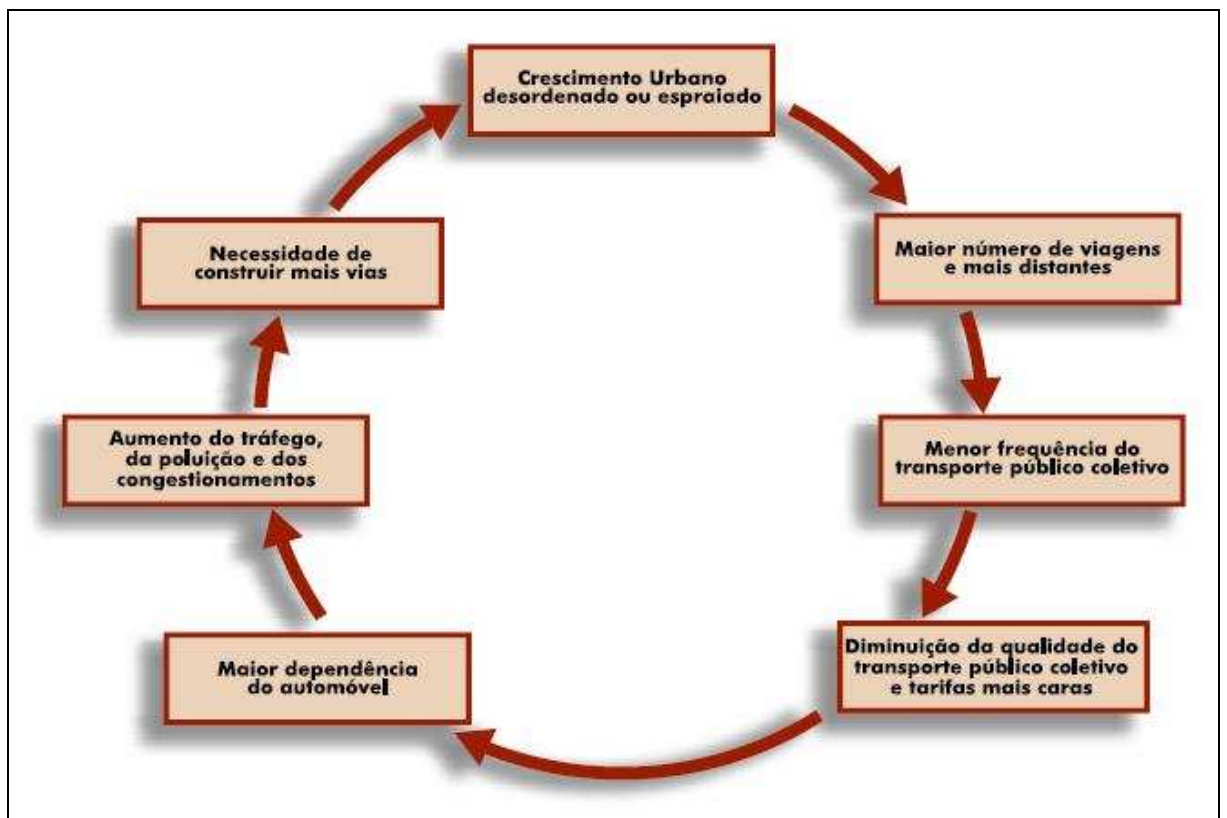 Crescimento Urbano
desordenado ou espraiado
Maior número de viagens
e mais distantes
Menor frequência do
transporte público coletivo
Diminuição da qualidade do
transporte público coletivo
e tarifas mais caras
Maior dependência
do automóvel
Aumento do tráfego,
da poluição e dos
congestionamentos
Necessidade de
construir mais vias